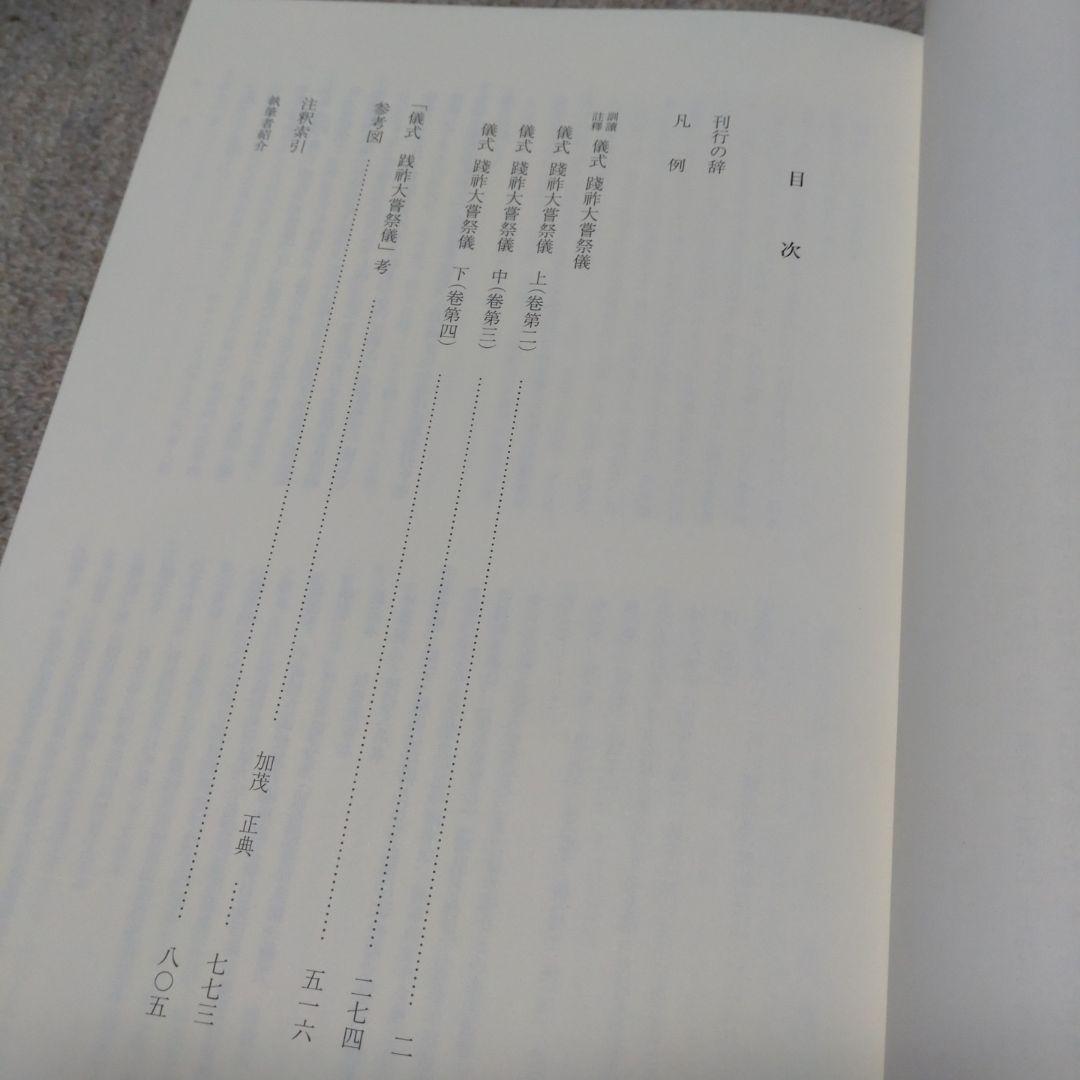 目次
刊行の辞
凡例
訓讀
註釋 儀式 踐祚大嘗祭儀
儀式 踐祚大嘗祭儀 上(巻第二)……二
儀式 踐祚大嘗祭儀 中(巻第三)……二七四
儀式 踐祚大嘗祭儀 下(巻第四)……五一六
「儀式 践祚大嘗祭儀」考……加茂 正典……七七三
参考図……八〇五
注釈索引
執筆者紹介